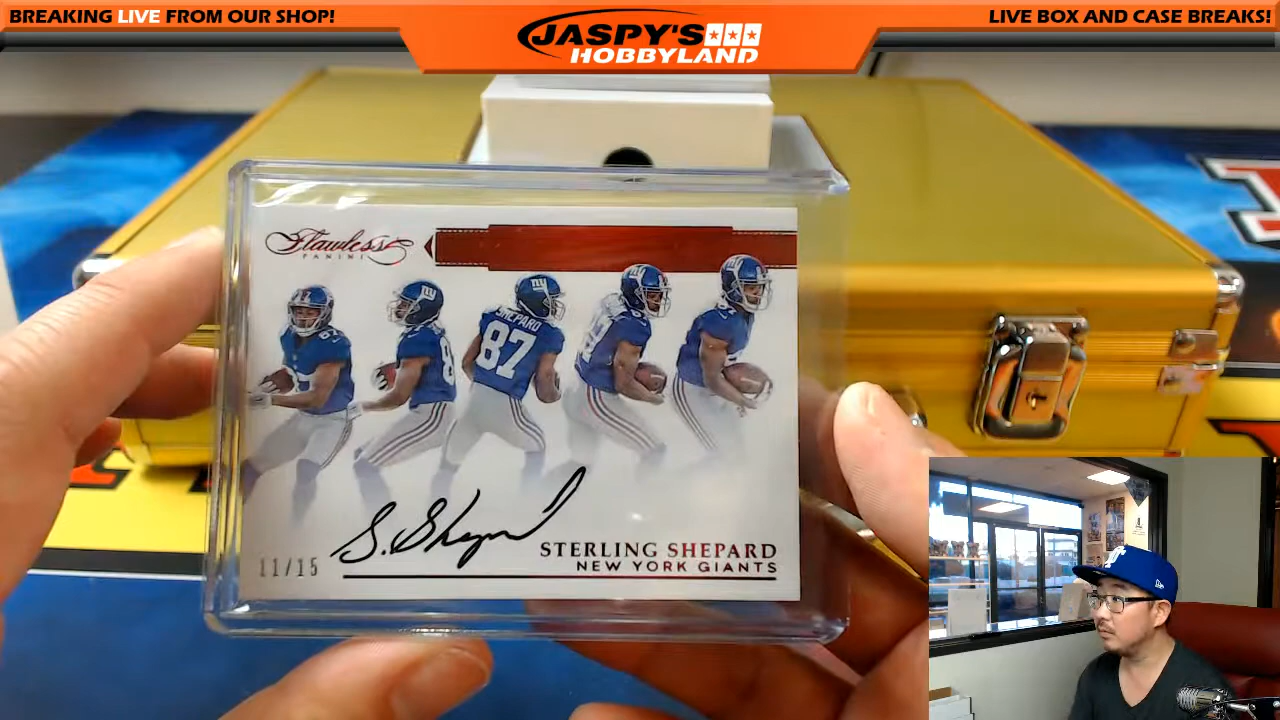 BREAKING LIVE FROM OUR SHOP!
JASPY'S
HOBBYLAND
LIVE BOX AND CASE BREAKS!
Flawless
PANINI
SHEPARD
87
S. Shepard
11/15
STERLING SHEPARD
NEW YORK GIANTS